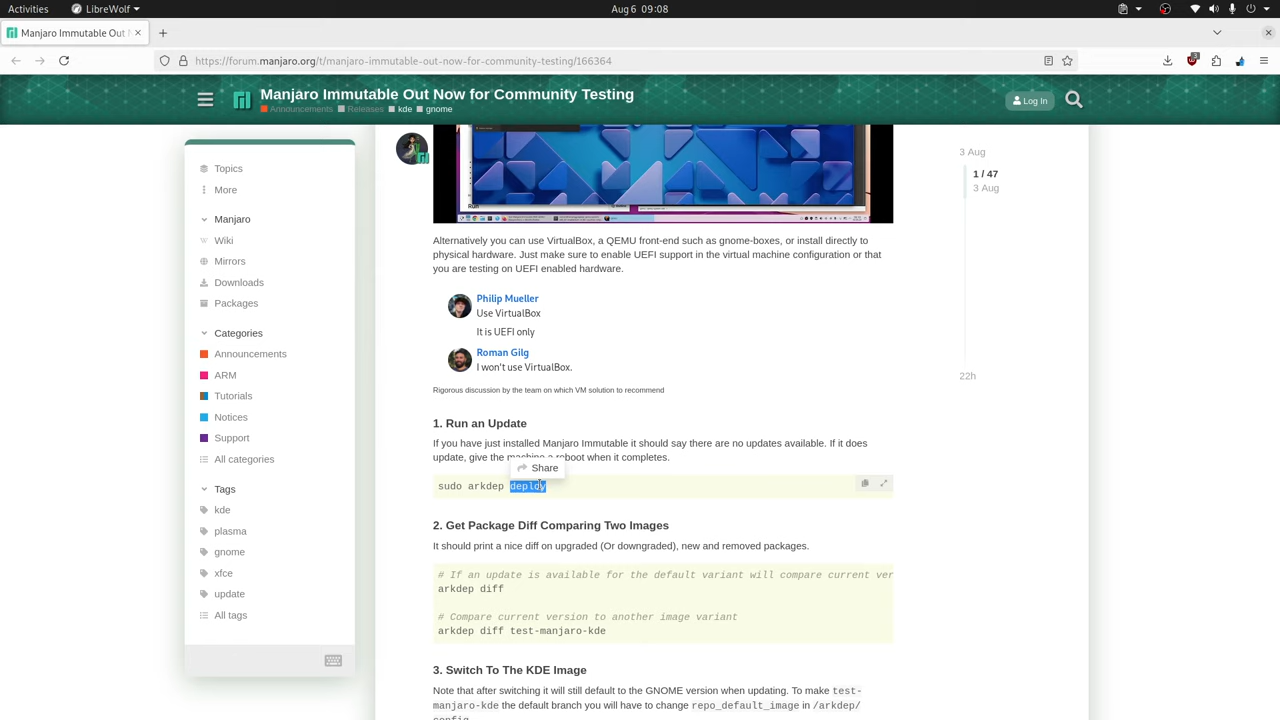 Activities
LibreWolf
Aug 6 09:08
3
Manjaro Immutable Out N
https://forum.manjaro.org/t/manjaro-immutable-out-now-for-community-testing/166364
Manjaro Immutable Out Now for Community Testing
Announcements Releases kde gnome
Log In
Topics
More
Manjaro
Wiki
Mirrors
Downloads
Packages
Categories
Announcements
ARM
Tutorials
Notices
Support
All categories
Tags
kde
plasma
gnome
xfce
update
All tags
Run
Alternatively you can use VirtualBox, a QEMU front-end such as gnome-boxes, or install directly to
physical hardware. Just make sure to enable UEFI support in the virtual machine configuration or that
you are testing on UEFI enabled hardware.
Philip Mueller
Use VirtualBox
It is UEFI only
Roman Gilg
I won't use VirtualBox.
Rigorous discussion by the team on which VM solution to recommend
1. Run an Update
If you have just installed Manjaro Immutable it should say there are no updates available. If it does
update, give the machine a reboot when it completes.
Share
sudo arkdep deploy
2. Get Package Diff Comparing Two Images
It should print a nice diff on upgraded (Or downgraded), new and removed packages.
# If an update is available for the default variant will compare current ver
arkdep diff
# Compare current version to another image variant
arkdep diff test-manjaro-kde
3. Switch To The KDE Image
Note that after switching it will still default to the GNOME version when updating. To make test-
manjaro-kde the default branch you will have to change repo_default_image in /arkdep/
config.
3 Aug
1 / 47
3 Aug
22h